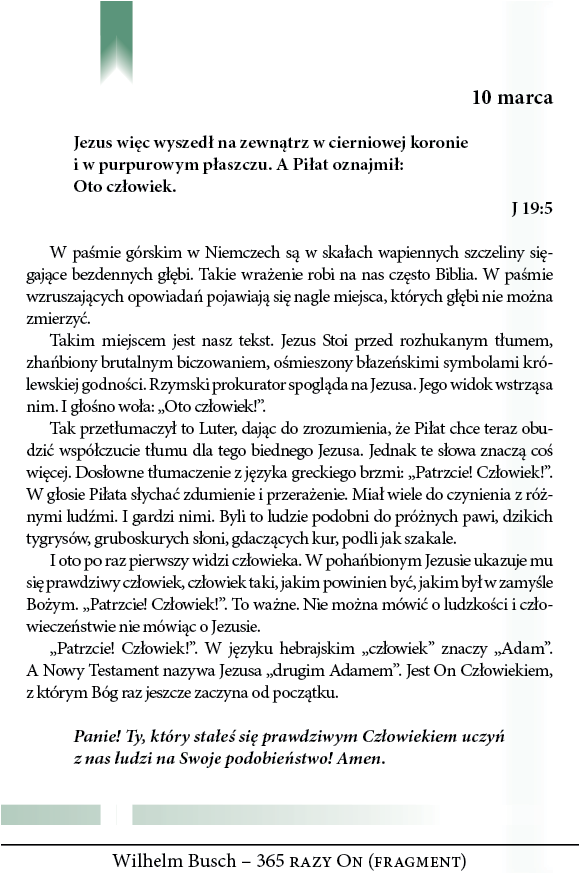 10 marca
Jezus więc wyszedł na zewnątrz w cierniowej koronie
i w purpurowym płaszczu. A Piłat oznajmił:
Oto człowiek.
J 19:5
W paśmie górskim w Niemczech są w skałach wapiennych szczeliny się-
gające bezdennych głębi. Takie wrażenie robi na nas często Biblia. W paśmie
wzruszających opowiadań pojawiają się nagle miejsca, których głębi nie można
zmierzyć.
Takim miejscem jest nasz tekst. Jezus Stoi przed rozhukanym tłumem,
zhańbiony brutalnym biczowaniem, ośmieszony błazeńskimi symbolami kró-
lewskiej godności. Rzymski prokurator spogląda na Jezusa. Jego widok wstrząsa
nim. I głośno woła: „Oto człowiek!”.
Tak przetłumaczył to Luter, dając do zrozumienia, że Piłat chce teraz obu-
dzić współczucie tłumu dla tego biednego Jezusa. Jednak te słowa znaczą coś
więcej. Dosłowne tłumaczenie z języka greckiego brzmi: „Patrzcie! Człowiek!”.
W głosie Piłata słychać zdumienie i przerażenie. Miał wiele do czynienia z róż-
nymi ludźmi. I gardzi nimi. Byli to ludzie podobni do próżnych pawi, dzikich
tygrysów, gruboskurych słoni, gdaczących kur, podli jak szakale.
I oto po raz pierwszy widzi człowieka. W pohańbionym Jezusie ukazuje mu
się prawdziwy człowiek, człowiek taki, jakim powinien być, jakim był w zamyśle
Bożym. „Patrzcie! Człowiek!”. To ważne. Nie można mówić o ludzkości i czło-
wieczeństwie nie mówiąc o Jezusie.
„Patrzcie! Człowiek!”. W języku hebrajskim „człowiek” znaczy „Adam”.
A Nowy Testament nazywa Jezusa „drugim Adamem”. Jest On Człowiekiem,
z którym Bóg raz jeszcze zaczyna od początku.
Panie! Ty, który stałeś się prawdziwym Człowiekiem uczyń
z nas ludzi na Swoje podobieństwo! Amen.
Wilhelm Busch – 365 razy On (fragment)